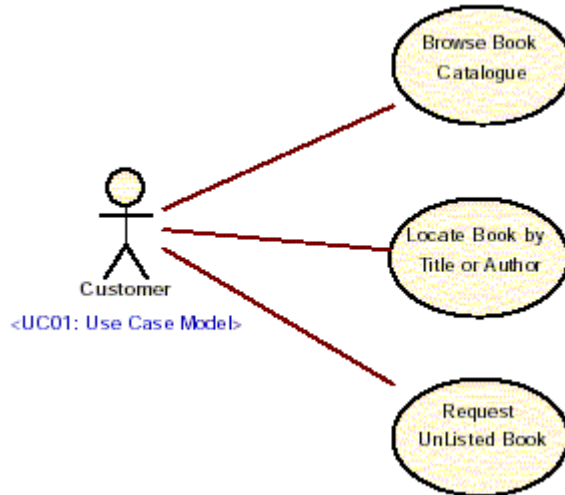 Browse Book
Catalogue
Locate Book by
Title or Author
Customer
<UC01: Use Case Model>
Request
UnListed Book